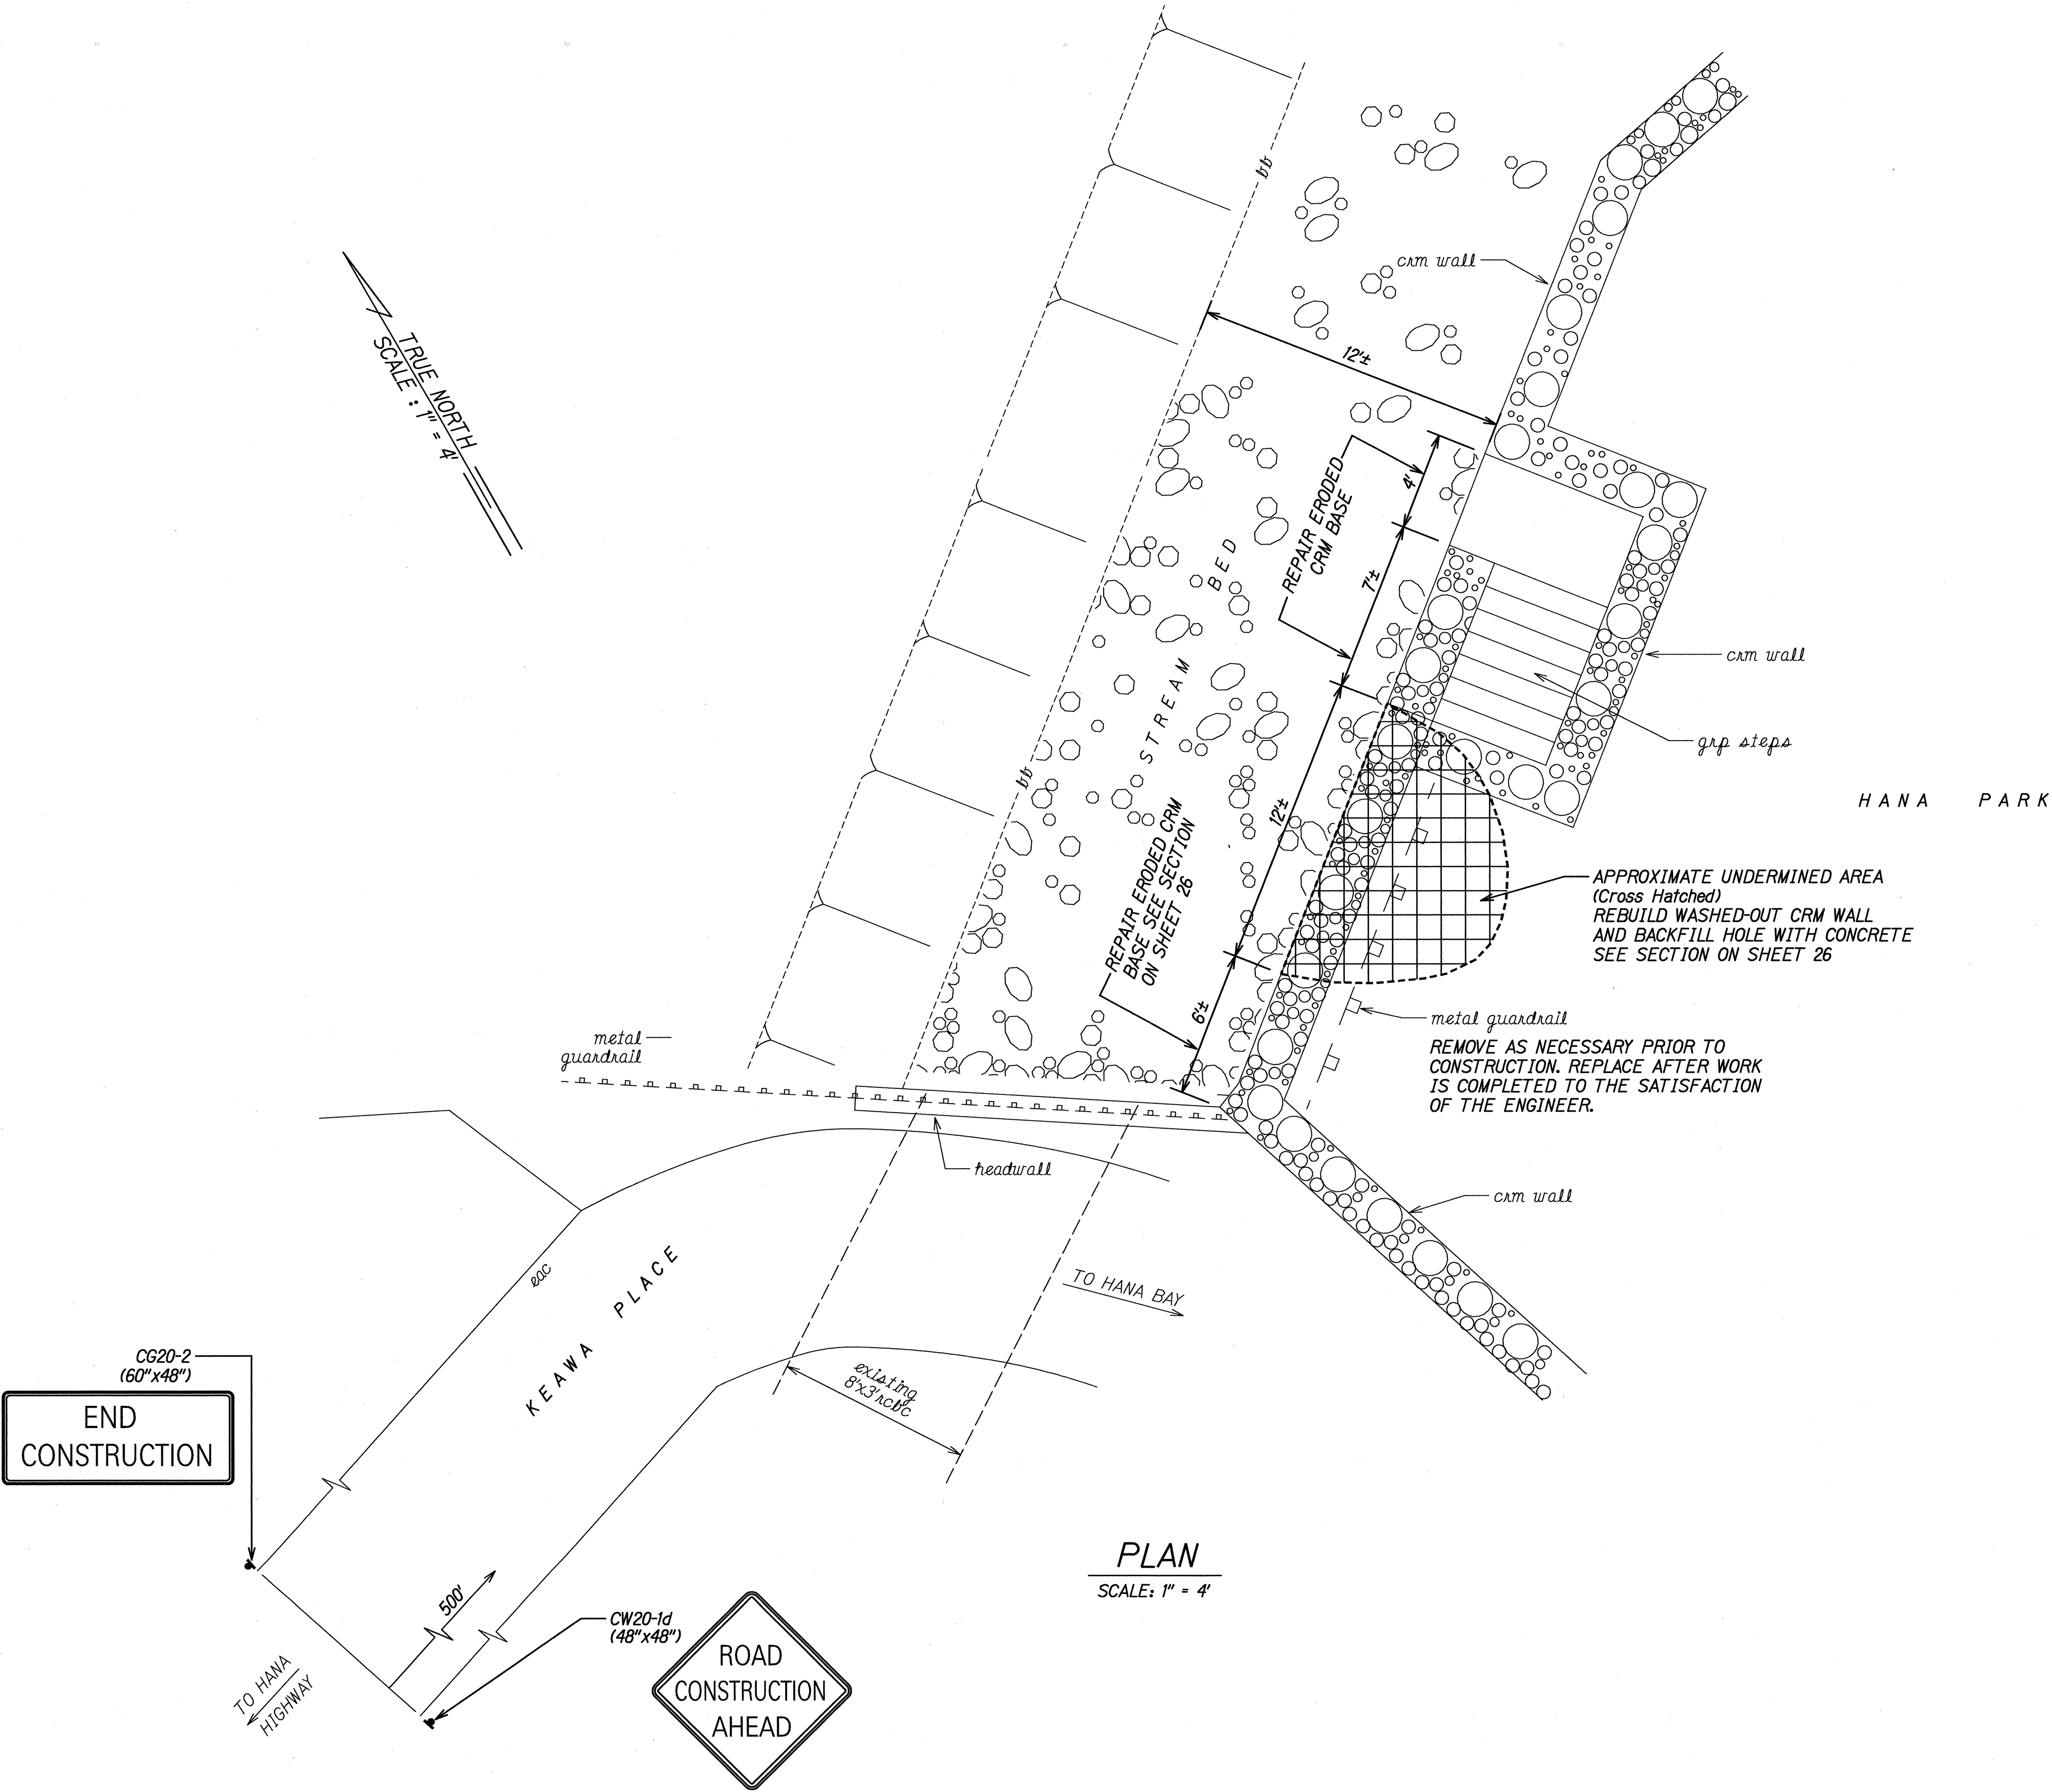 bb
crm wall
12'±
TRUE NORTH
SCALE : 1" = 4'
4'
REPAIR ERODED
CRM BASE
7'±
STREAM BED
crm wall
grp steps
bb
HANA PARK
12'±
REPAIR ERODED CRM
BASE SEE SECTION
ON SHEET 26
APPROXIMATE UNDERMINED AREA
(Cross Hatched)
REBUILD WASHED-OUT CRM WALL
AND BACKFILL HOLE WITH CONCRETE
SEE SECTION ON SHEET 26
6'±
metal guardrail
REMOVE AS NECESSARY PRIOR TO
CONSTRUCTION. REPLACE AFTER WORK
IS COMPLETED TO THE SATISFACTION
OF THE ENGINEER.
metal
guardrail
headwall
crm wall
eac
KEAWA PLACE
TO HANA BAY
existing
8'x3'rcbc
CG20-2
(60"x48")
END
CONSTRUCTION
PLAN
SCALE: 1" = 4'
500'
CW20-1d
(48"x48")
ROAD
CONSTRUCTION
AHEAD
TO HANA
HIGHWAY